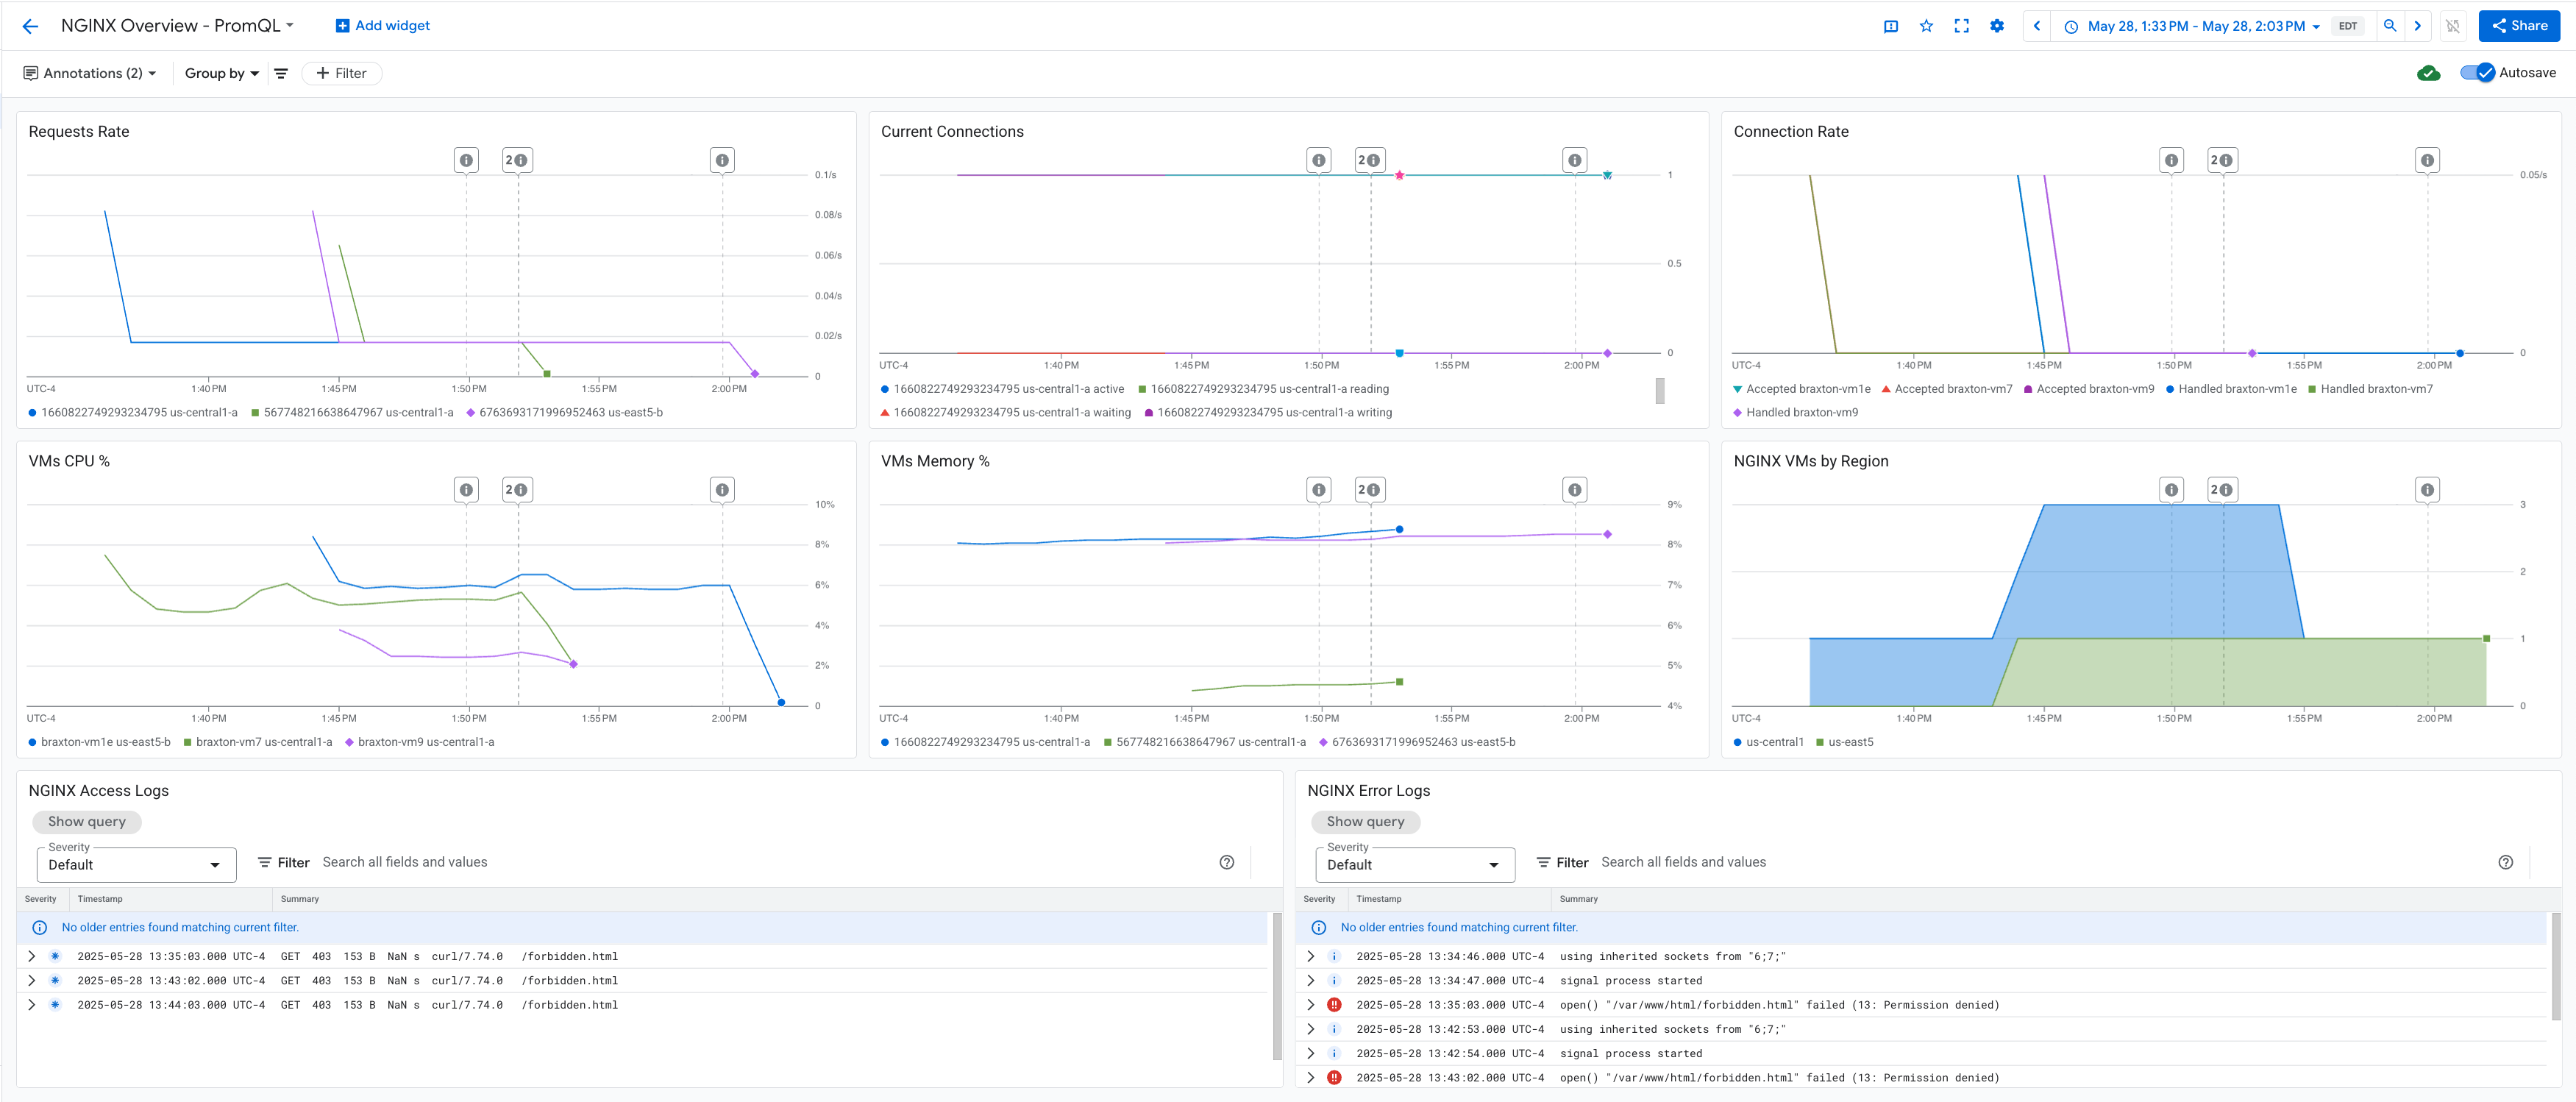 NGINX Overview - PromQL
Add widget
May 28, 1:33 PM - May 28, 2:03 PM
EDT
Share
Annotations (2)
Group by
Filter
Autosave
Requests Rate
2
0.1/s
0.08/s
0.06/s
0.04/s
0.02/s
0
UTC-4 1:40 PM 1:45 PM 1:50 PM 1:55 PM 2:00 PM
1660822749293234795 us-central1-a 567748216638647967 us-central1-a 6763693171996952463 us-east5-b
Current Connections
2
1
0.5
0
UTC-4 1:40 PM 1:45 PM 1:50 PM 1:55 PM 2:00 PM
1660822749293234795 us-central1-a active 1660822749293234795 us-central1-a reading
1660822749293234795 us-central1-a waiting 1660822749293234795 us-central1-a writing
Connection Rate
2
0.05/s
0
UTC-4 1:40 PM 1:45 PM 1:50 PM 1:55 PM 2:00 PM
Accepted braxton-vm1e Accepted braxton-vm7 Accepted braxton-vm9 Handled braxton-vm1e Handled braxton-vm7
Handled braxton-vm9
VMs CPU %
2
10%
8%
6%
4%
2%
0
UTC-4 1:40 PM 1:45 PM 1:50 PM 1:55 PM 2:00 PM
braxton-vm1e us-east5-b braxton-vm7 us-central1-a braxton-vm9 us-central1-a
VMs Memory %
2
9%
8%
7%
6%
5%
4%
UTC-4 1:40 PM 1:45 PM 1:50 PM 1:55 PM 2:00 PM
1660822749293234795 us-central1-a 567748216638647967 us-central1-a 6763693171996952463 us-east5-b
NGINX VMs by Region
2
3
2
1
0
UTC-4 1:40 PM 1:45 PM 1:50 PM 1:55 PM 2:00 PM
us-central1 us-east5
NGINX Access Logs
Show query
Severity
Default
Filter Search all fields and values
Severity Timestamp Summary
No older entries found matching current filter.
2025-05-28 13:35:03.000 UTC-4 GET 403 153 B NaN s curl/7.74.0 /forbidden.html
2025-05-28 13:43:02.000 UTC-4 GET 403 153 B NaN s curl/7.74.0 /forbidden.html
2025-05-28 13:44:03.000 UTC-4 GET 403 153 B NaN s curl/7.74.0 /forbidden.html
NGINX Error Logs
Show query
Severity
Default
Filter Search all fields and values
Severity Timestamp Summary
No older entries found matching current filter.
2025-05-28 13:34:46.000 UTC-4 using inherited sockets from "6;7;"
2025-05-28 13:34:47.000 UTC-4 signal process started
2025-05-28 13:35:03.000 UTC-4 open() "/var/www/html/forbidden.html" failed (13: Permission denied)
2025-05-28 13:42:53.000 UTC-4 using inherited sockets from "6;7;"
2025-05-28 13:42:54.000 UTC-4 signal process started
2025-05-28 13:43:02.000 UTC-4 open() "/var/www/html/forbidden.html" failed (13: Permission denied)